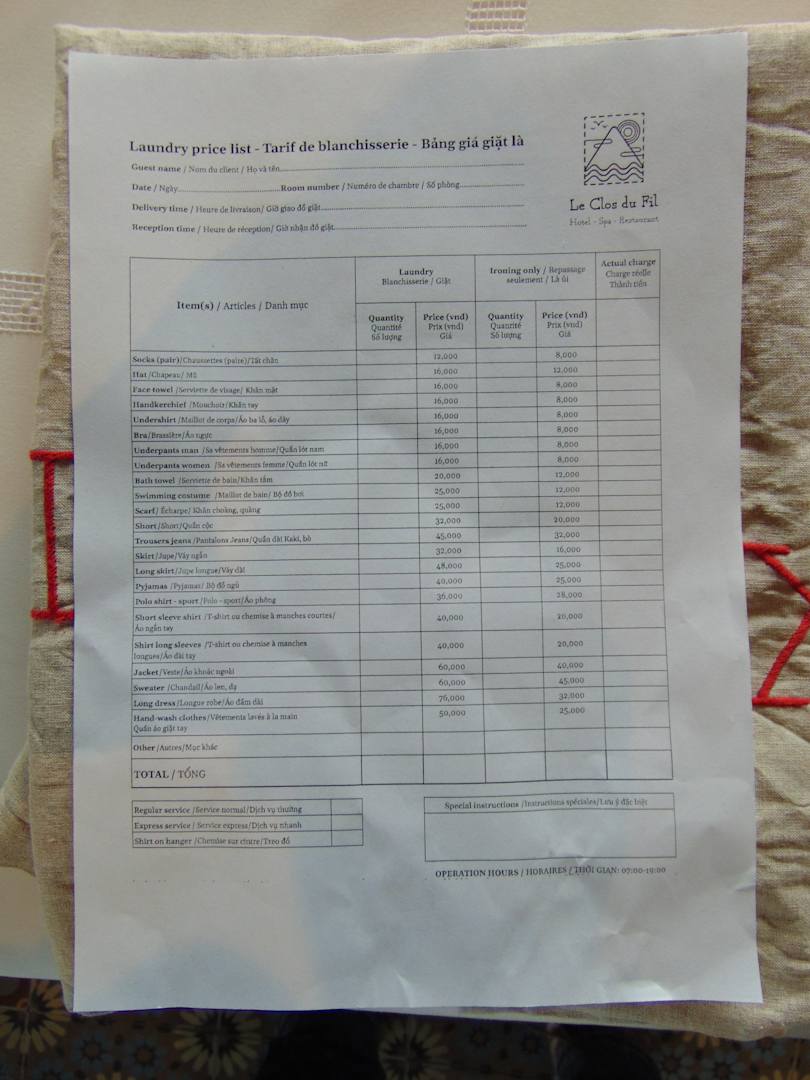 Laundry price list - Tarif de blanchisserie - Bảng giá giặt là
Guest name / Nom du client / Họ và tên
Date / Ngày Room number / Numéro de chambre / Số phòng
Delivery time / Heure de livraison/ Giờ giao đồ giặt
Reception time / Heure de réception/ Giờ nhận đồ giặt
Le Clos du Fil
Hotel - Spa - Restaurant
Item(s) / Articles / Danh mục
Laundry
Blanchisserie / Giặt
Ironing only / Repassage
seulement / Là ủi
Actual charge
Charge réelle
Thành tiền
Quantity
Quantité
Số lượng
Price (vnd)
Prix (vnd)
Giá
Quantity
Quantité
Số lượng
Price (vnd)
Prix (vnd)
Giá
Socks (pair)/Chaussettes (paire)/Tất chân 12,000 8,000
Hat /Chapeau/ Mũ 16,000 12,000
Face towel /Serviette de visage/ Khăn mặt 16,000 8,000
Handkerchief /Mouchoir/Khăn tay 16,000 8,000
Undershirt /Maillot de corps/Áo ba lỗ, áo dây 16,000 8,000
Bra/Brassière/Áo ngực 16,000 8,000
Underpants man /Ss vêtements homme/Quần lót nam 16,000 8,000
Underpants women /Ss vêtements femme/Quần lót nữ 16,000 8,000
Bath towel /Serviette de bain/Khăn tắm 20,000 12,000
Swimming costume /Maillot de bain/ Bộ đồ bơi 25,000 12,000
Scarf/ Écharpe/ Khăn choàng, quàng 25,000 12,000
Short /Short/Quần cộc 32,000 20,000
Trousers jeans /Pantalons Jeans/Quần dài Kaki, bò 45,000 32,000
Skirt/Jupe/Váy ngắn 32,000 16,000
Long skirt/Jupe longue/Váy dài 48,000 25,000
Pyjamas /Pyjamas/ Bộ đồ ngủ 40,000 25,000
Polo shirt - sport /Polo - sport/Áo phông 36,000 28,000
Short sleeve shirt /T-shirt ou chemise à manches courtes/
Áo ngắn tay 40,000 20,000
Shirt long sleeves /T-shirt ou chemise à manches
longues/Áo dài tay 40,000 20,000
Jacket/Veste/Áo khoác ngoài 60,000 40,000
Sweater /Chandail/Áo len, dạ 60,000 45,000
Long dress/Longue robe/Áo đầm dài 76,000 32,000
Hand-wash clothes/Vêtements lavés à la main 50,000 25,000
Quần áo giặt tay
Other /Autres/Mục khác
TOTAL / TỔNG
Regular service /Service normal/Dịch vụ thường
Express service / Service express/Dịch vụ nhanh
Shirt on hanger /Chemise sur cintre/Treo đồ
Special instructions /Instructions spéciales/Lưu ý đặc biệt
OPERATION HOURS / HORAIRES / THỜI GIAN: 07:00-19:00